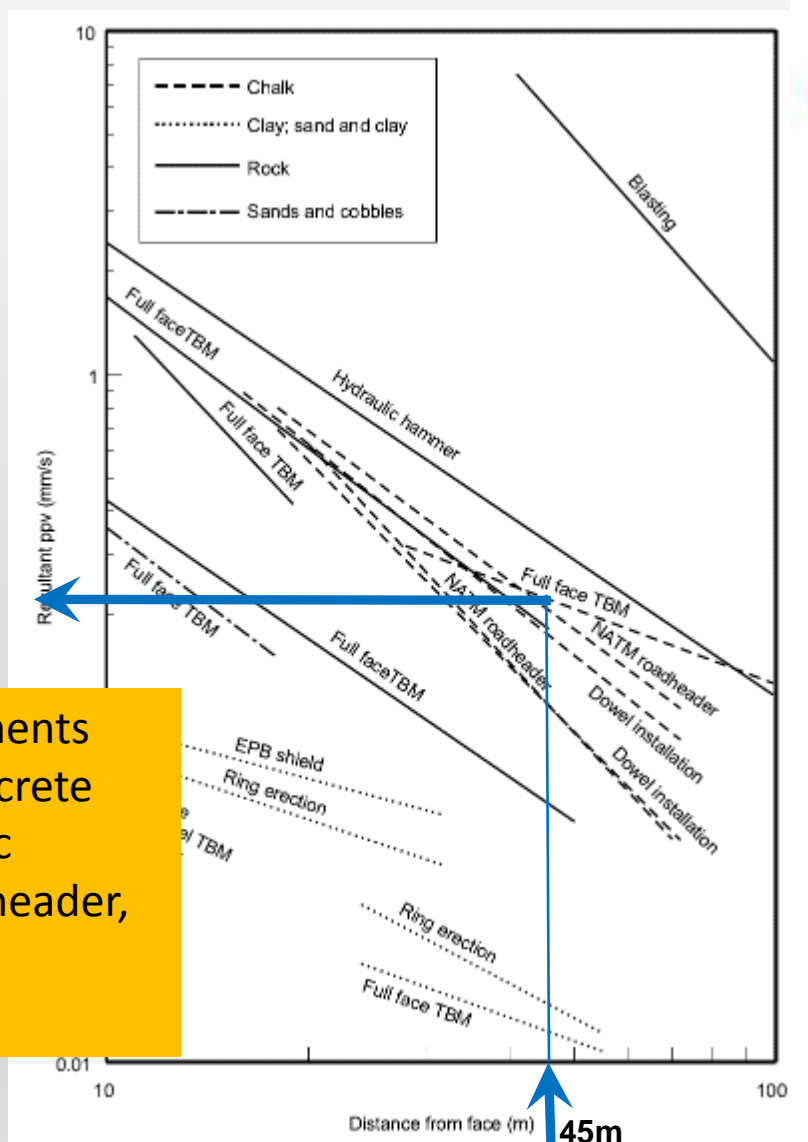 10
Chalk
Clay; sand and clay
Rock
Sands and cobbles
Blasting
Full faceTBM
Hydraulic hammer
1
Full face TBM
Resultant ppv (mm/s)
Full face TBM
NATM roadheader
Full face TBM
NATM roadheader
Full faceTBM
Dowel installation
Dowel installation
EPB shield
Ring erection
TBM
Ring erection
Full face TBM
0.01
10
100
Distance from face (m)
45m